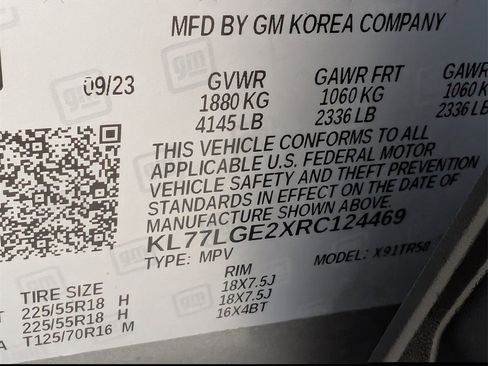 MFD BY GM KOREA COMPANY
09/23 GVWR GAWR FRT GAWR
1880 KG 1060 KG 1060 KG
4145 LB 2336 LB 2336 LB
THIS VEHICLE CONFORMS TO ALL
APPLICABLE U.S. FEDERAL MOTOR
VEHICLE SAFETY AND THEFT PREVENTION
STANDARDS IN EFFECT ON THE DATE OF
MANUFACTURE SHOWN ABOVE.
KL77LGE2XRC124469
TYPE: MPV MODEL: X91TR58
TIRE SIZE RIM
T 225/55R18 H 18X7.5J
225/55R18 H 18X7.5J
A T125/70R16 M 16X4BT